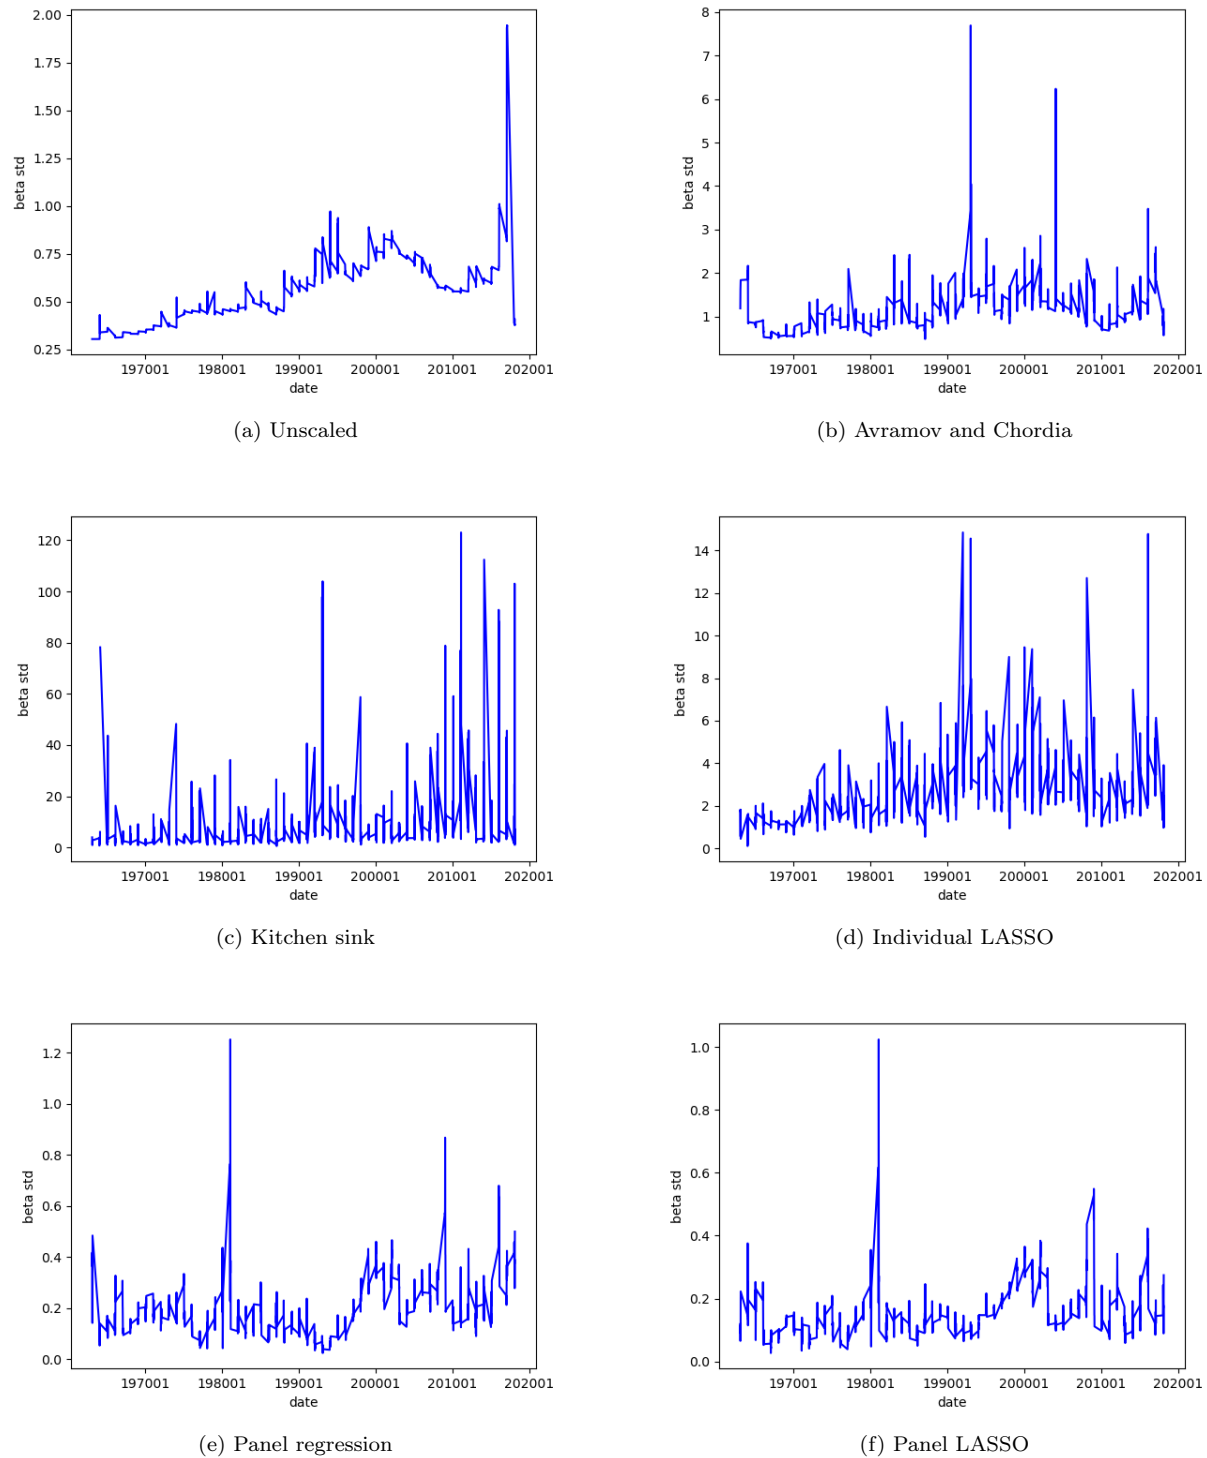 2.00
1.75
1.50
1.25
1.00
0.75
0.50
0.25
beta std
197001 198001 199001 200001 201001 202001
date
(a) Unscaled
8
7
6
5
4
3
2
1
beta std
197001 198001 199001 200001 201001 202001
date
(b) Avramov and Chordia
120
100
80
60
40
20
0
beta std
197001 198001 199001 200001 201001 202001
date
(c) Kitchen sink
14
12
10
8
6
4
2
0
beta std
197001 198001 199001 200001 201001 202001
date
(d) Individual LASSO
1.2
1.0
0.8
0.6
0.4
0.2
0.0
beta std
197001 198001 199001 200001 201001 202001
date
(e) Panel regression
1.0
0.8
0.6
0.4
0.2
0.0
beta std
197001 198001 199001 200001 201001 202001
date
(f) Panel LASSO